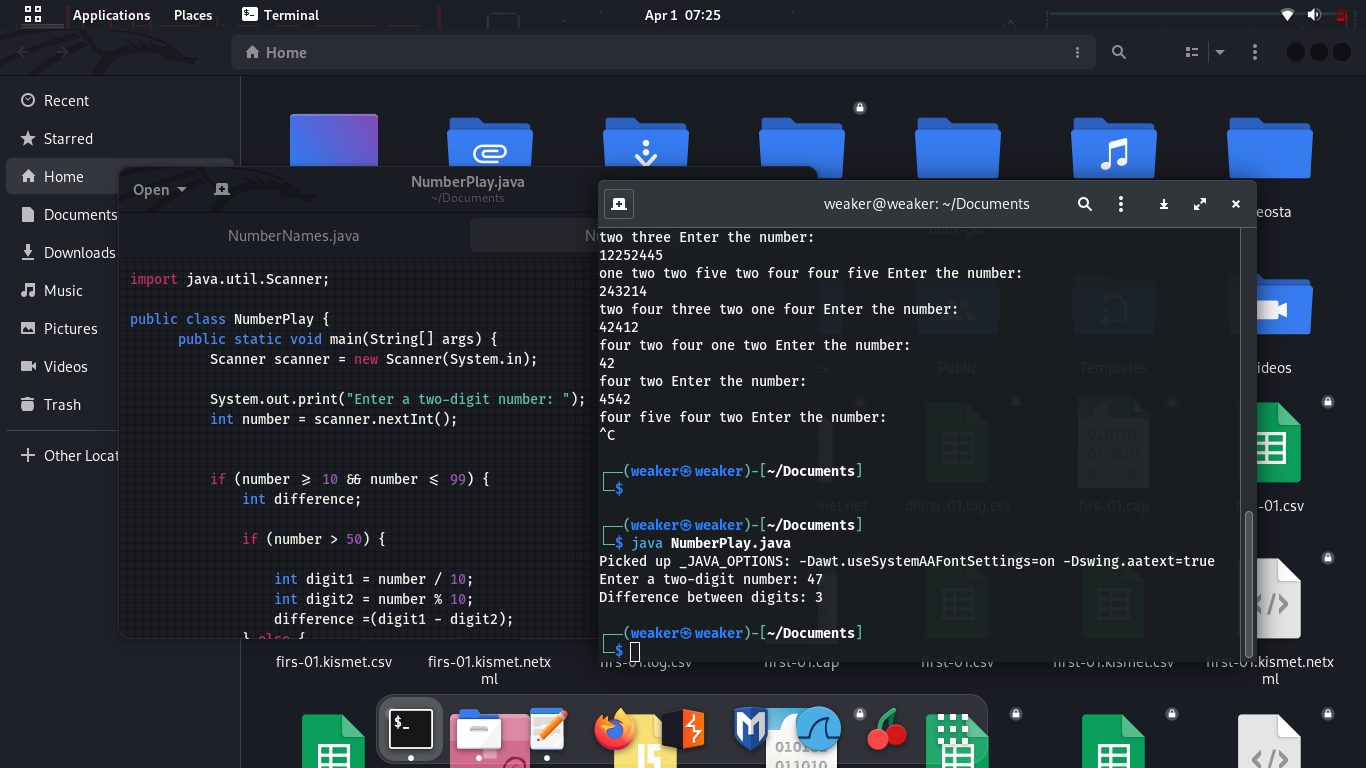 Applications Places Terminal Apr 1 07:25
Home
Recent
Starred
Home
Documents
Downloads
Music
Pictures
Videos
Trash
Other Locat
Open
NumberPlay.java
~/Documents
NumberNames.java
import java.util.Scanner;
public class NumberPlay {
public static void main(String[] args) {
Scanner scanner = new Scanner(System.in);
System.out.print("Enter a two-digit number: ");
int number = scanner.nextInt();
if (number >= 10 && number <= 99) {
int difference;
if (number > 50) {
int digit1 = number / 10;
int digit2 = number % 10;
difference =(digit1 - digit2);
} else {
weaker@weaker: ~/Documents
two three Enter the number:
12252445
one two two five two four four five Enter the number:
243214
two four three two one four Enter the number:
42412
four two four one two Enter the number:
42
four two Enter the number:
4542
four five four two Enter the number:
^C
┌──(weaker㉿weaker)-[~/Documents]
└─$
┌──(weaker㉿weaker)-[~/Documents]
└─$ java NumberPlay.java
Picked up _JAVA_OPTIONS: -Dawt.useSystemAAFontSettings=on -Dswing.aatext=true
Enter a two-digit number: 47
Difference between digits: 3
┌──(weaker㉿weaker)-[~/Documents]
└─$
eosta
Public
Templates
ideos
dhina-01.log.csv
firs-01.cap
-01.csv
firs-01.kismet.csv
firs-01.kismet.netx
ml
firs-01.log.csv
first-01.cap
first-01.csv
first-01.kismet.csv
first-01.kismet.netx
ml